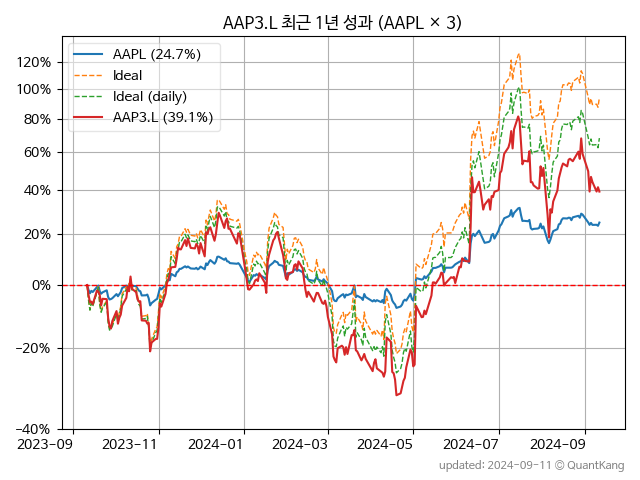 AAP3.L 최근 1년 성과 (AAPL × 3)
AAPL (24.7%)
Ideal
Ideal (daily)
AAP3.L (39.1%)
120%
100%
80%
60%
40%
20%
0%
−20%
−40%
2023-09
2023-11
2024-01
2024-03
2024-05
2024-07
2024-09
updated: 2024-09-11 © QuantKang